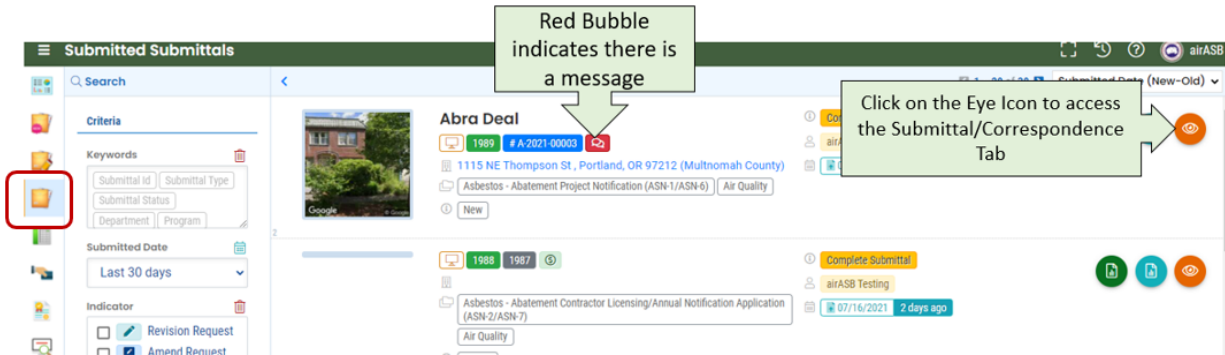 Red Bubble
indicates there is
a message
Submitted Submittals
airASB
Search
Submitted Date (New-Old)
Click on the Eye Icon to access
the Submittal/Correspondence
Tab
Criteria
Keywords
Submittal Id Submittal Type
Submittal Status
Department Program
Submitted Date
Last 30 days
Indicator
Revision Request
Amend Request
Abra Deal
1989 # A-2021-00003
1115 NE Thompson St , Portland, OR 97212 (Multnomah County)
Asbestos - Abatement Project Notification (ASN-1/ASN-6) Air Quality
New
Google
2
1988 1987
Complete Submittal
airASB Testing
Asbestos - Abatement Contractor Licensing/Annual Notification Application
(ASN-2/ASN-7)
07/16/2021 2 days ago
Air Quality